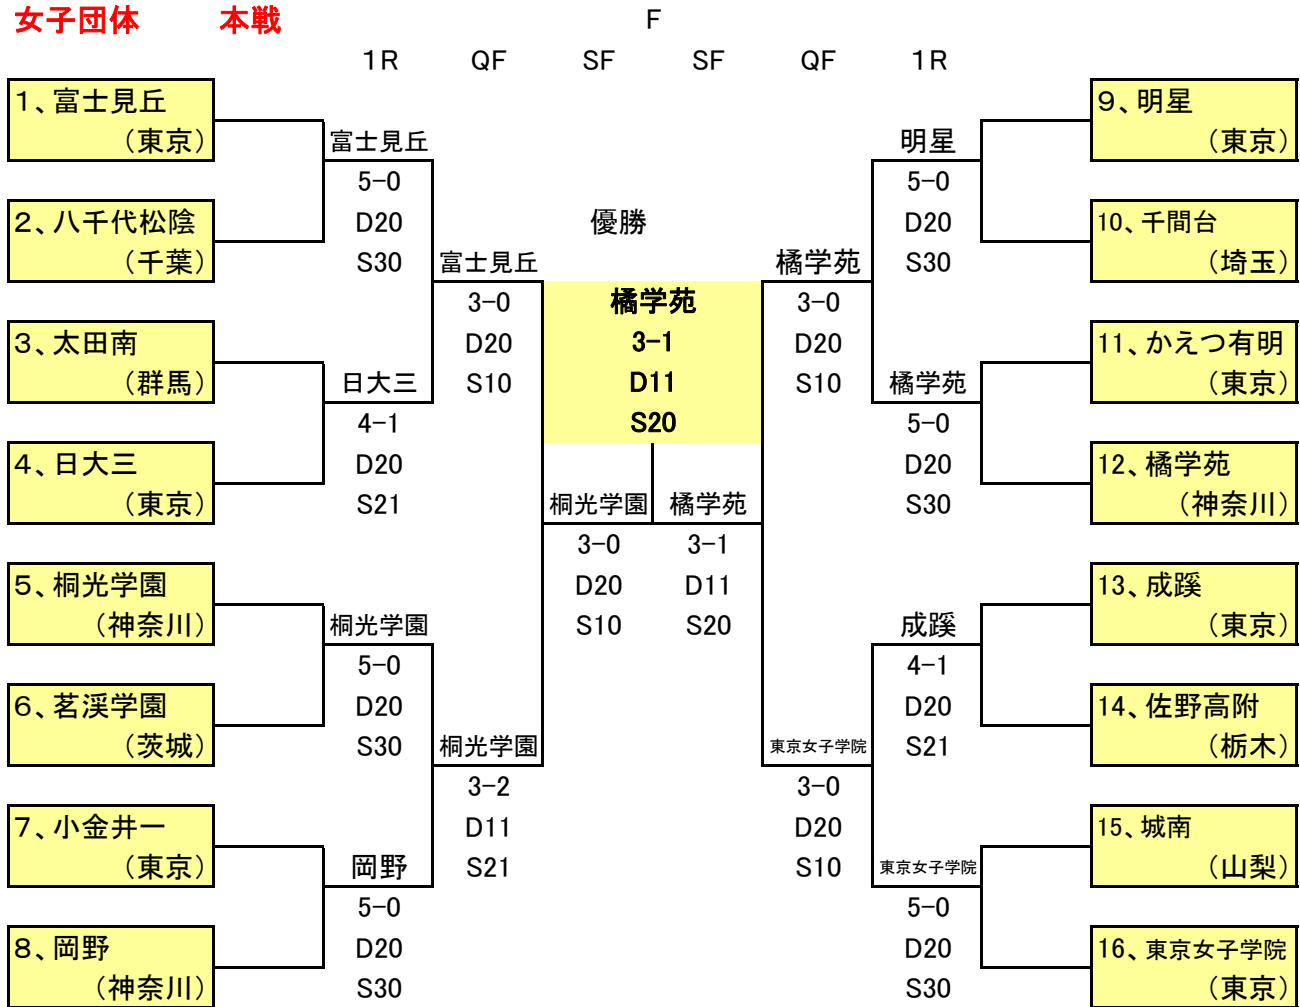 女子団体 本戦
F
1R QF SF SF QF 1R
1、富士見丘
(東京)
2、八千代松陰
(千葉)
3、太田南
(群馬)
4、日大三
(東京)
5、桐光学園
(神奈川)
6、茗渓学園
(茨城)
7、小金井一
(東京)
8、岡野
(神奈川)
富士見丘
5-0
D20
S30
日大三
4-1
D20
S21
桐光学園
5-0
D20
S30
岡野
5-0
D20
S30
富士見丘
3-0
D20
S10
桐光学園
3-2
D11
S21
優勝
橘学苑
3-1
D11
S20
桐光学園
3-0
D20
S10
橘学苑
3-1
D11
S20
橘学苑
3-0
D20
S10
東京女子学院
3-0
D20
S10
明星
5-0
D20
S30
橘学苑
5-0
D20
S30
成蹊
4-1
D20
S21
東京女子学院
5-0
D20
S30
9、明星
(東京)
10、千間台
(埼玉)
11、かえつ有明
(東京)
12、橘学苑
(神奈川)
13、成蹊
(東京)
14、佐野高附
(栃木)
15、城南
(山梨)
16、東京女子学院
(東京)